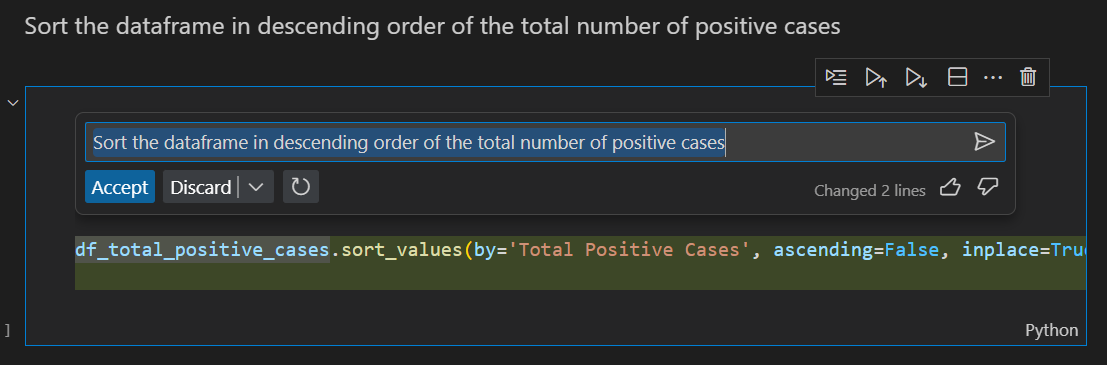 Sort the dataframe in descending order of the total number of positive cases
Sort the dataframe in descending order of the total number of positive cases
Accept Discard Changed 2 lines
df_total_positive_cases.sort_values(by='Total Positive Cases', ascending=False, inplace=Tru
]
Python